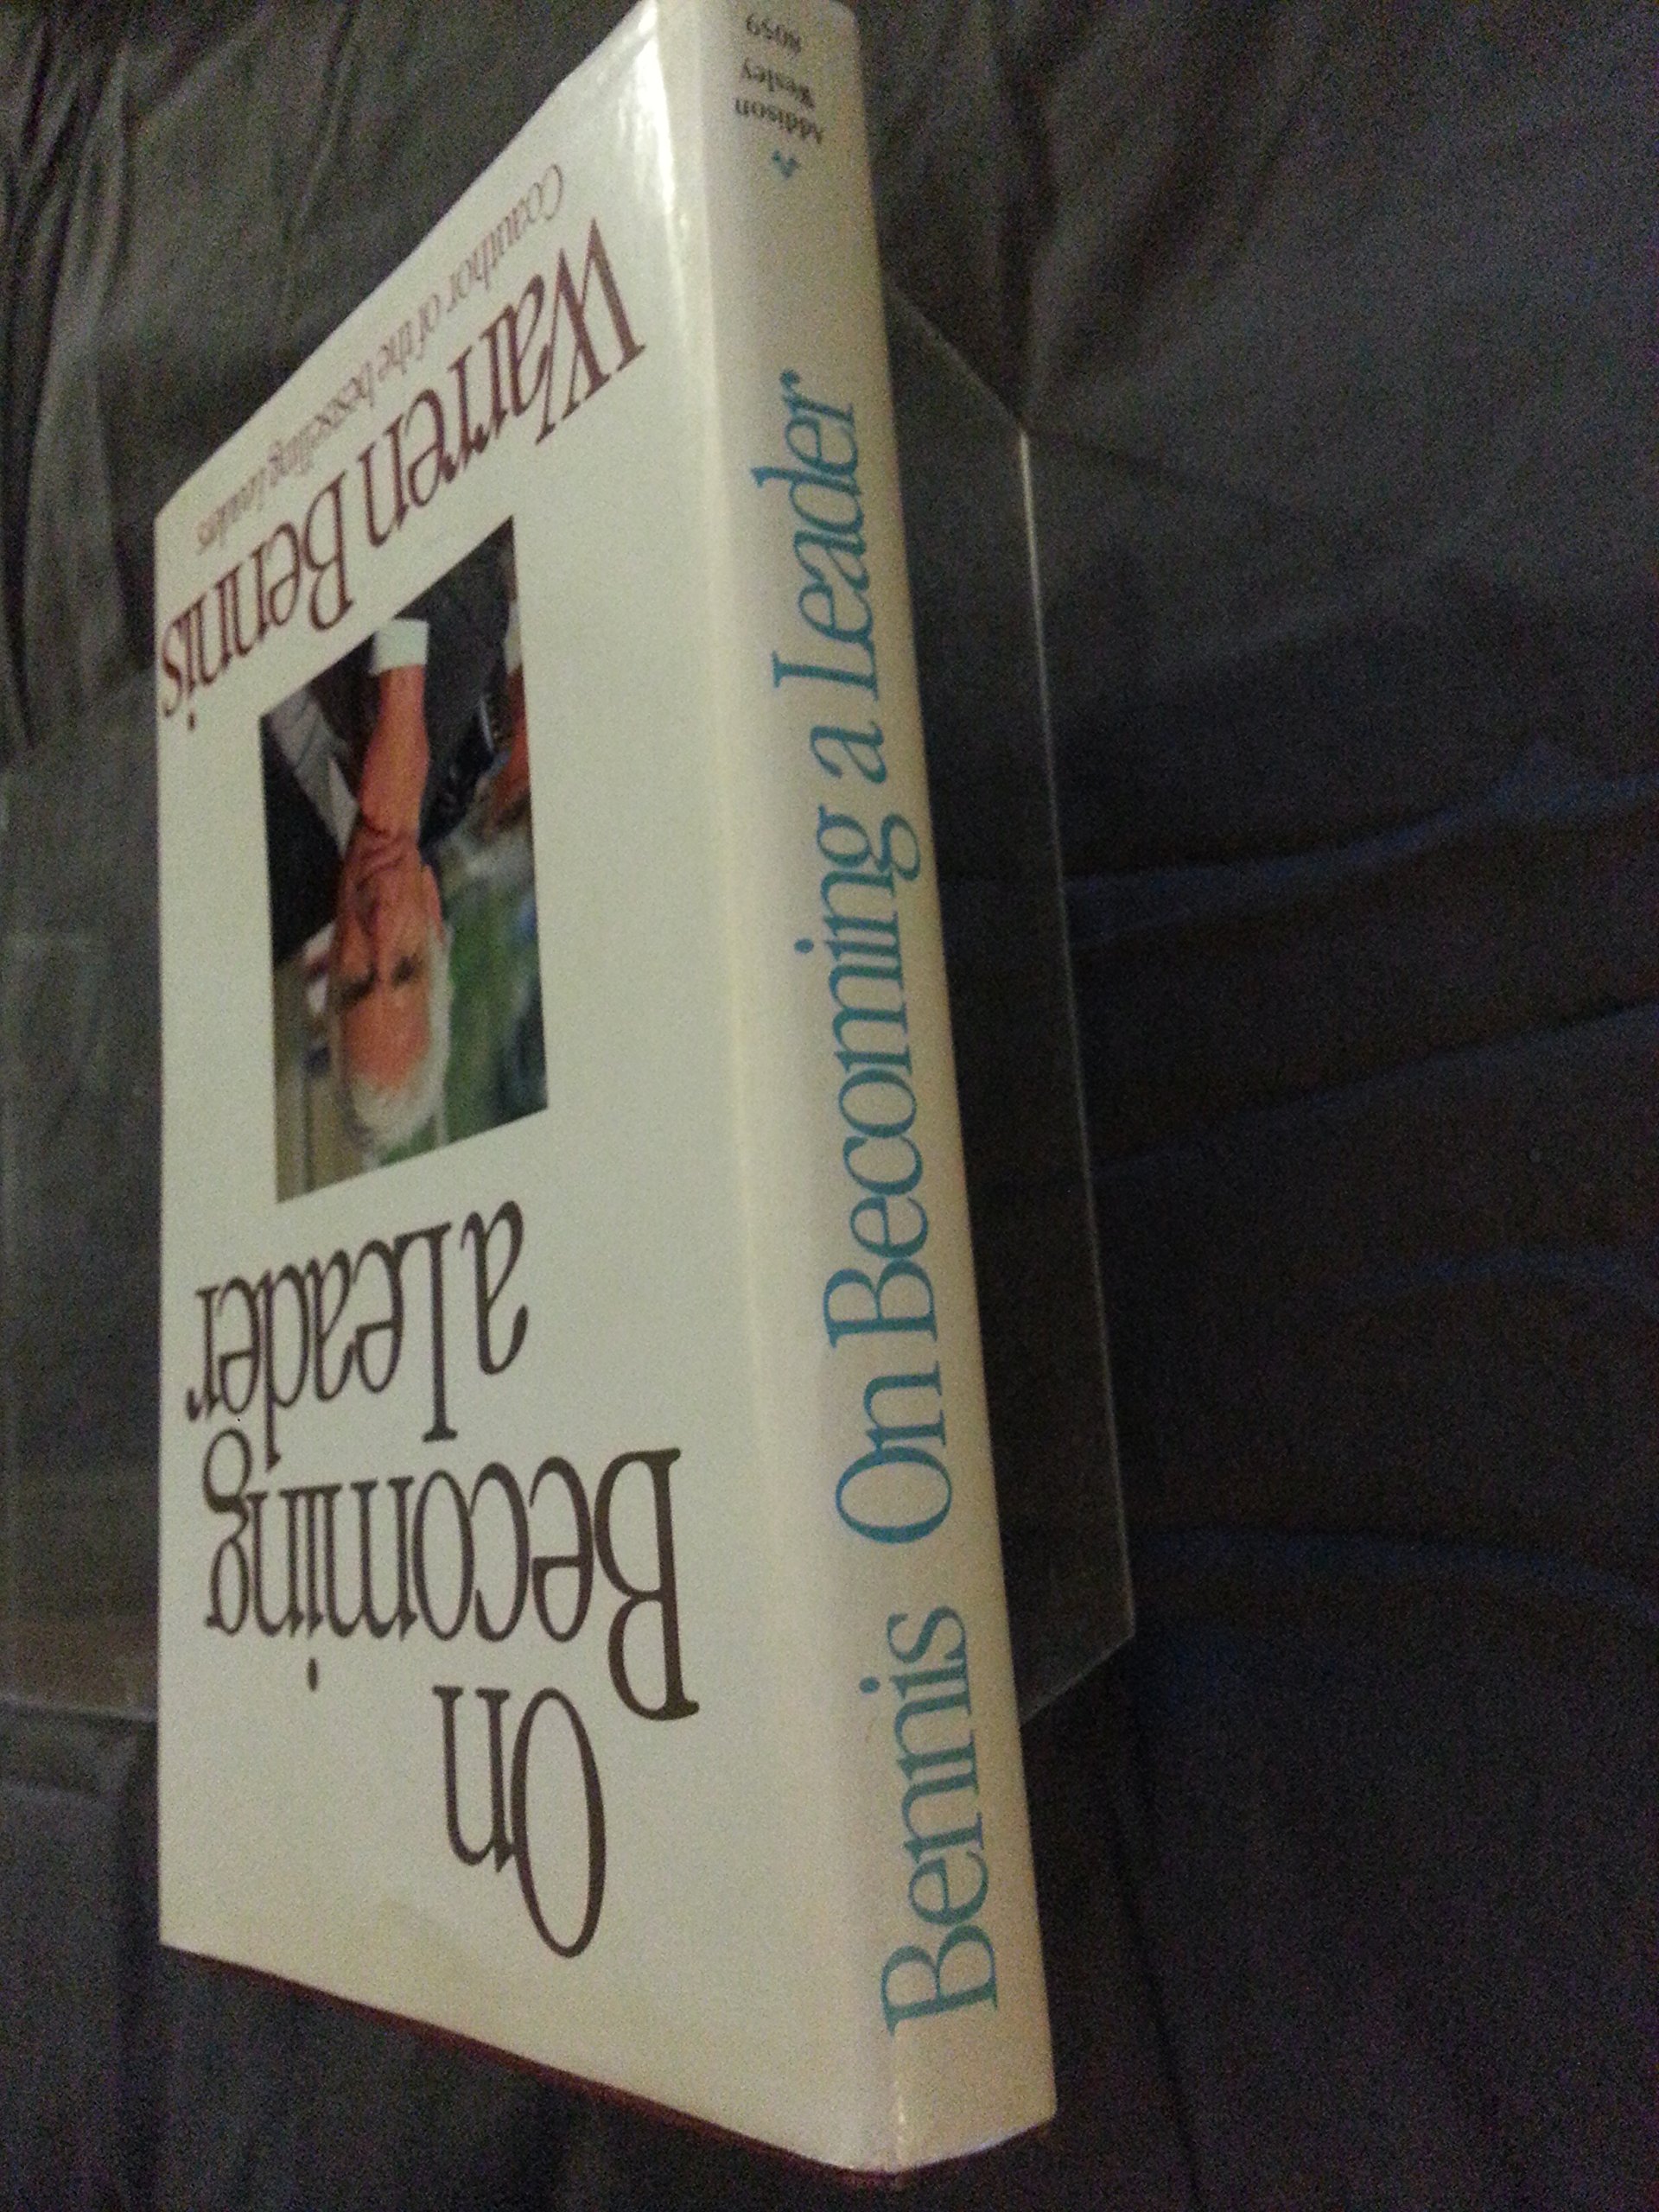 On
Becoming
a Leader
Warren Bennis
Coauthor of the bestselling Leaders
Bennis On Becoming a Leader
Addison
Wesley
8059